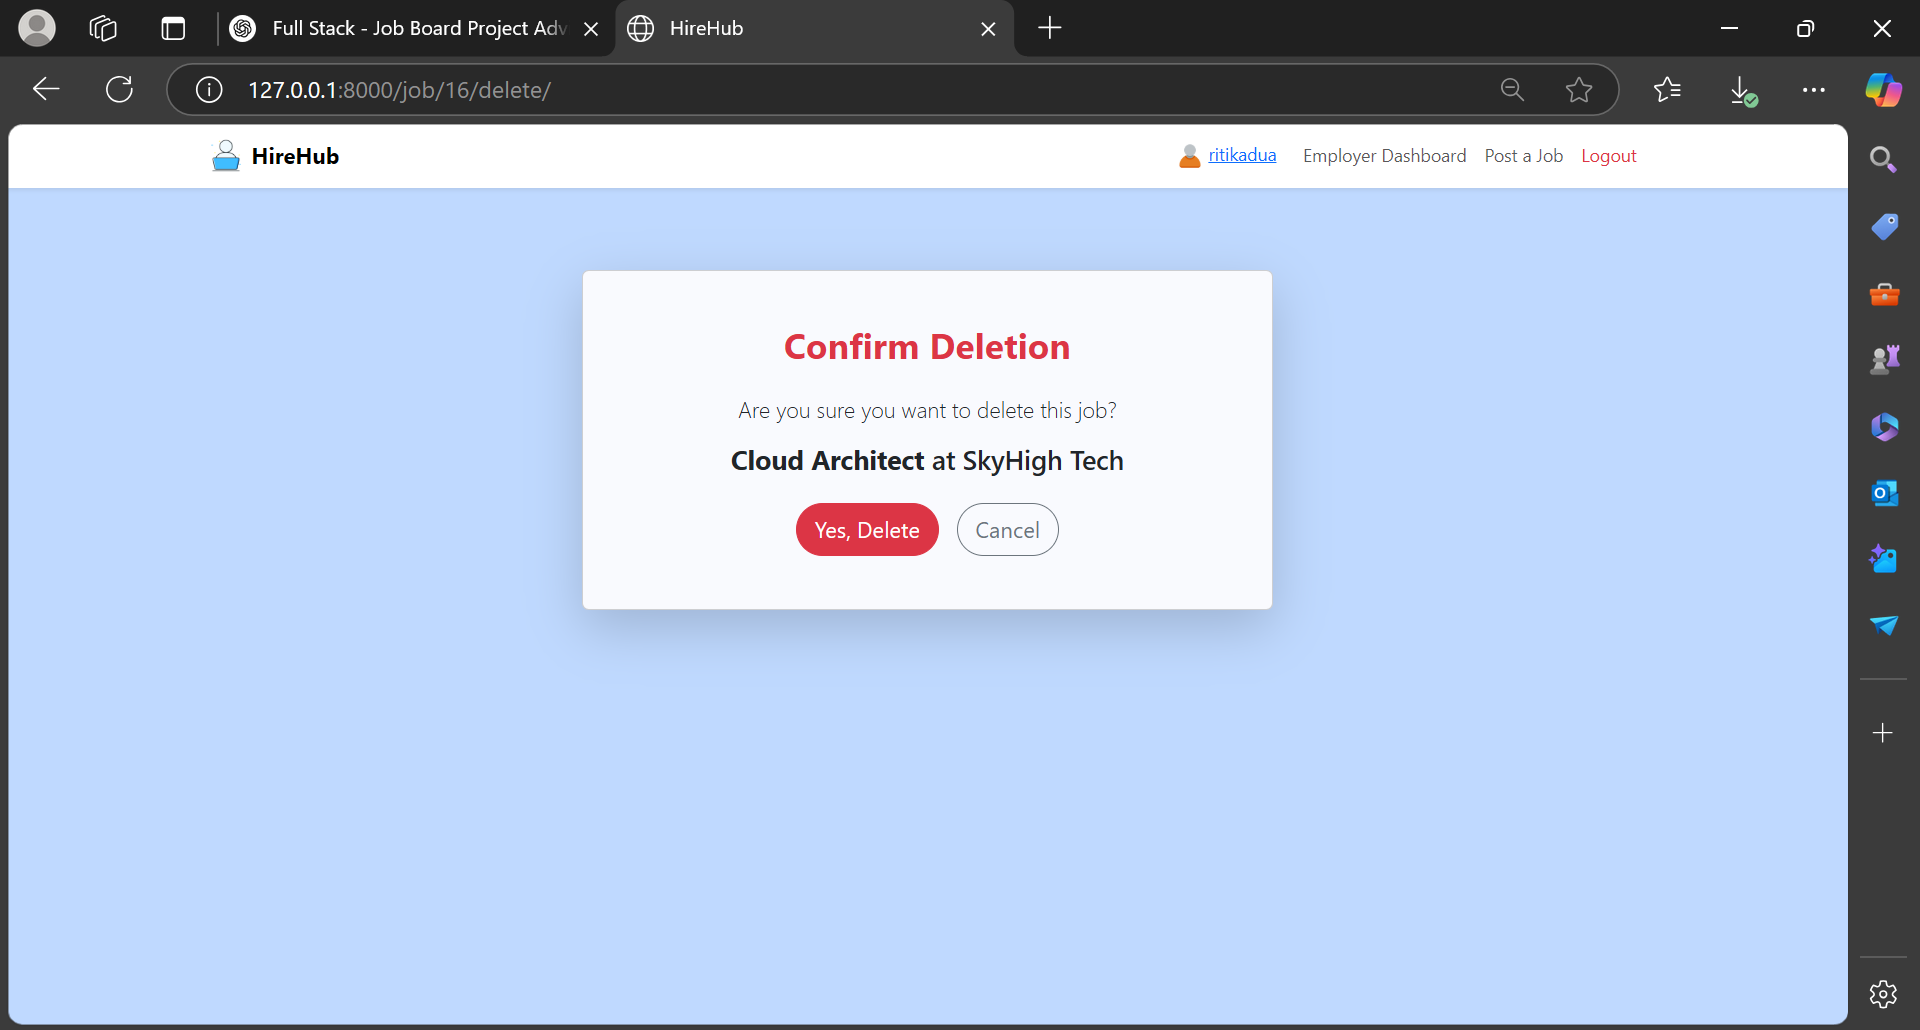 Full Stack - Job Board Project Adv
HireHub
127.0.0.1:8000/job/16/delete/
HireHub
ritikadua Employer Dashboard Post a Job Logout
Confirm Deletion
Are you sure you want to delete this job?
Cloud Architect at SkyHigh Tech
Yes, Delete Cancel